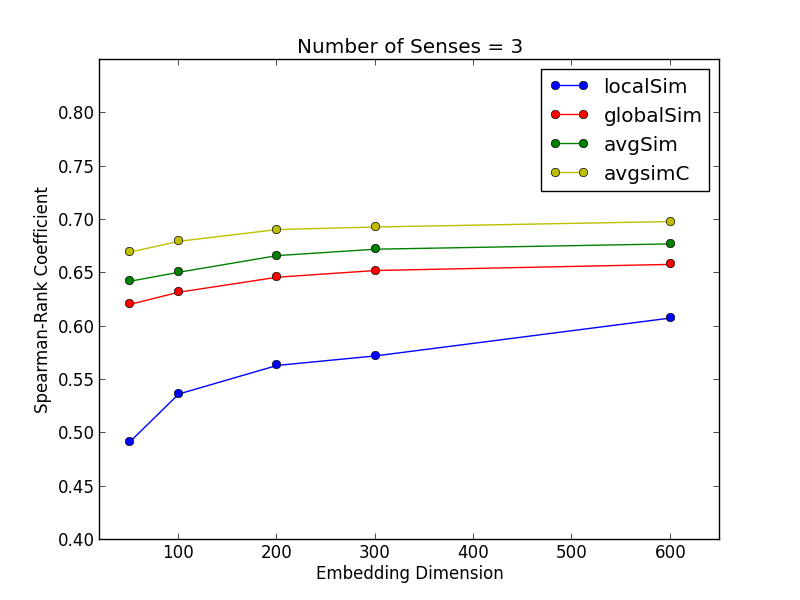 Number of Senses = 3
localSim
globalSim
avgSim
avgsimC
Spearman-Rank Coefficient
0.80
0.75
0.70
0.65
0.60
0.55
0.50
0.45
0.40
100
200
300
400
500
600
Embedding Dimension